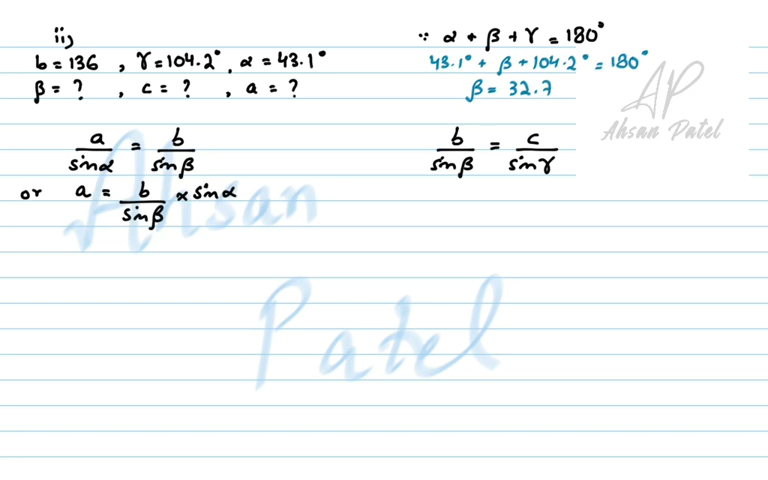 ii,
b = 136 , γ = 104.2° , α = 43.1°
β = ? , c = ? , a = ?
∵ α + β + γ = 180°
43.1° + β + 104.2° = 180°
β = 32.7
a/sinα = b/sinβ
or a = b/sinβ × sinα
b/sinβ = c/sinγ
AP
Ahsan Patel
Ahsan
Patel